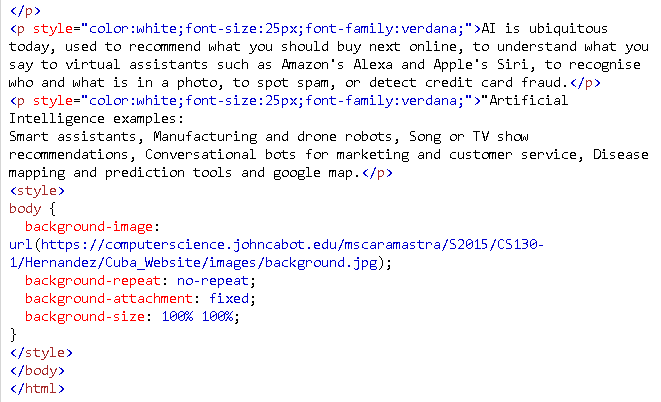 </p>
<p style="color:white;font-size:25px;font-family:verdana;">AI is ubiquitous
today, used to recommend what you should buy next online, to understand what you
say to virtual assistants such as Amazon's Alexa and Apple's Siri, to recognise
who and what is in a photo, to spot spam, or detect credit card fraud.</p>
<p style="color:white;font-size:25px;font-family:verdana;">"Artificial
Intelligence examples:
Smart assistants, Manufacturing and drone robots, Song or TV show
recommendations, Conversational bots for marketing and customer service, Disease
mapping and prediction tools and google map.</p>
<style>
body {
  background-image:
url(https://computerscience.johncabot.edu/mscaramastra/S2015/CS130-
1/Hernandez/Cuba_Website/images/background.jpg);
  background-repeat: no-repeat;
  background-attachment: fixed;
  background-size: 100% 100%;
}
</style>
</body>
</html>